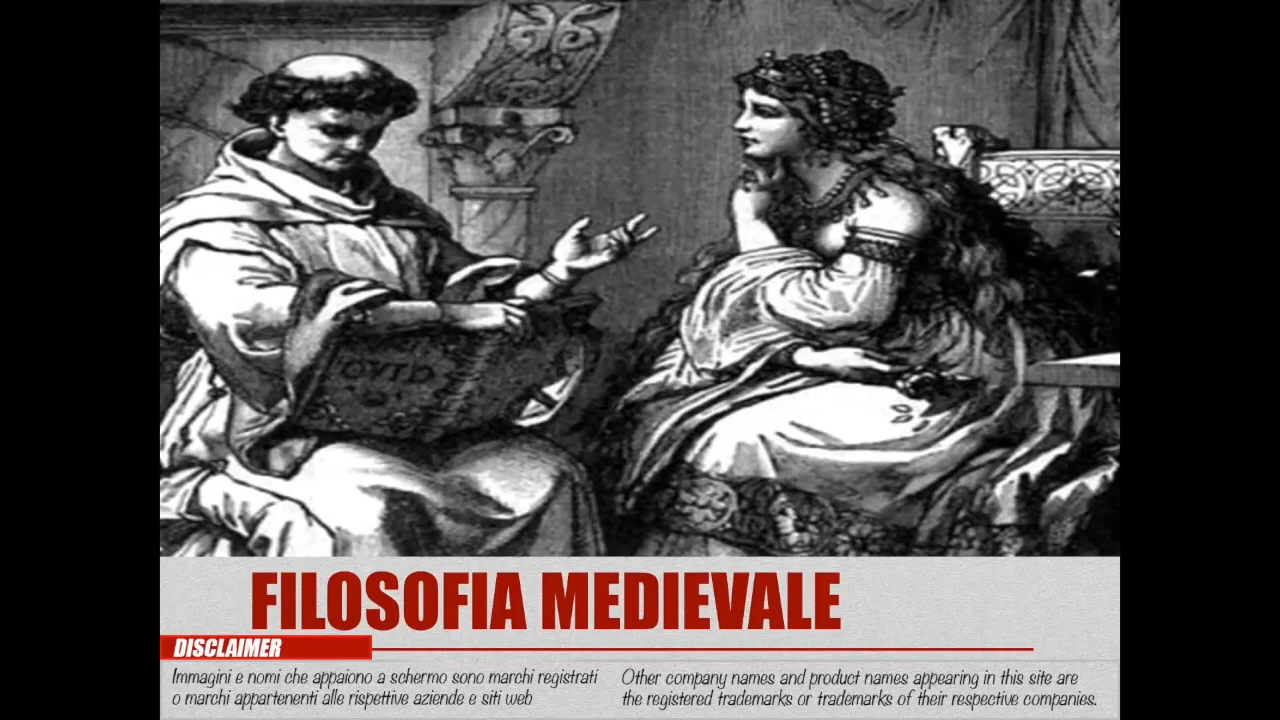 OVID
FILOSOFIA MEDIEVALE
DISCLAIMER
Immagini e nomi che appaiono a schermo sono marchi registrati
o marchi appartenenti alle rispettive aziende e siti web
Other company names and product names appearing in this site are
the registered trademarks or trademarks of their respective companies.